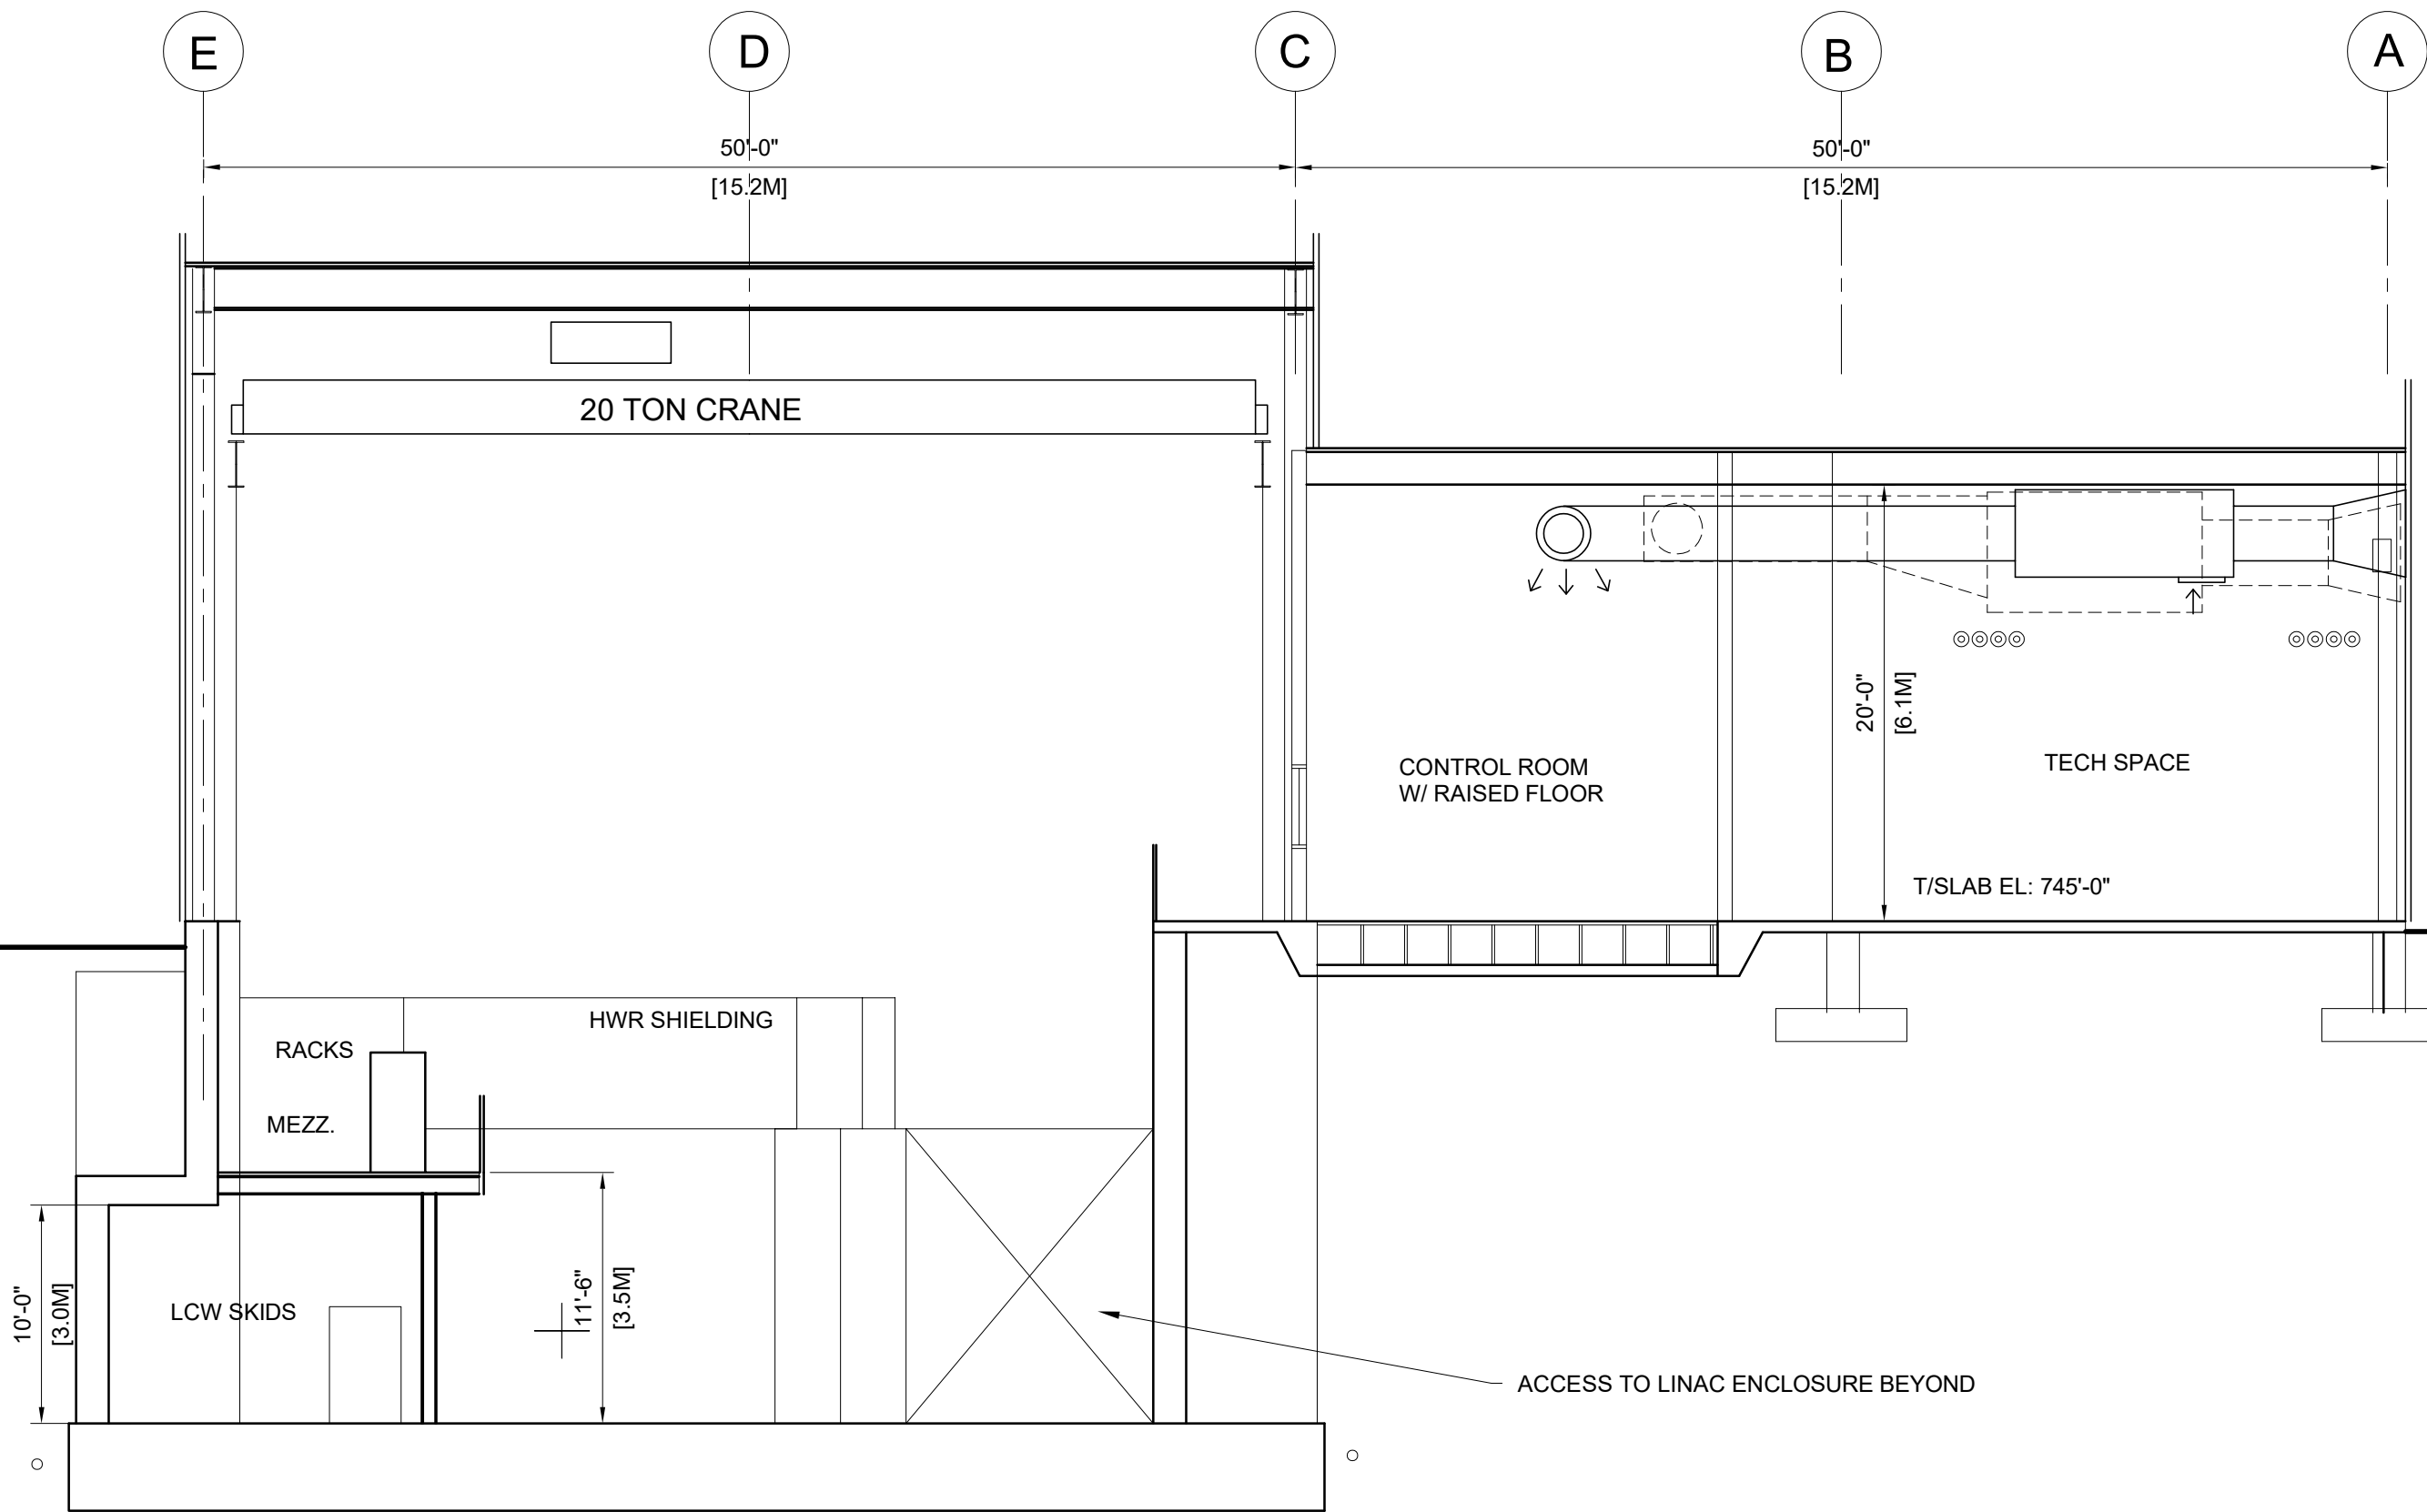 E
D
C
B
A
50'-0"
[15.2M]
50'-0"
[15.2M]
20 TON CRANE
20'-0"
[6.1M]
CONTROL ROOM
W/ RAISED FLOOR
TECH SPACE
T/SLAB EL: 745'-0"
HWR SHIELDING
RACKS
MEZZ.
10'-0"
[3.0M]
LCW SKIDS
11'-6"
[3.5M]
ACCESS TO LINAC ENCLOSURE BEYOND